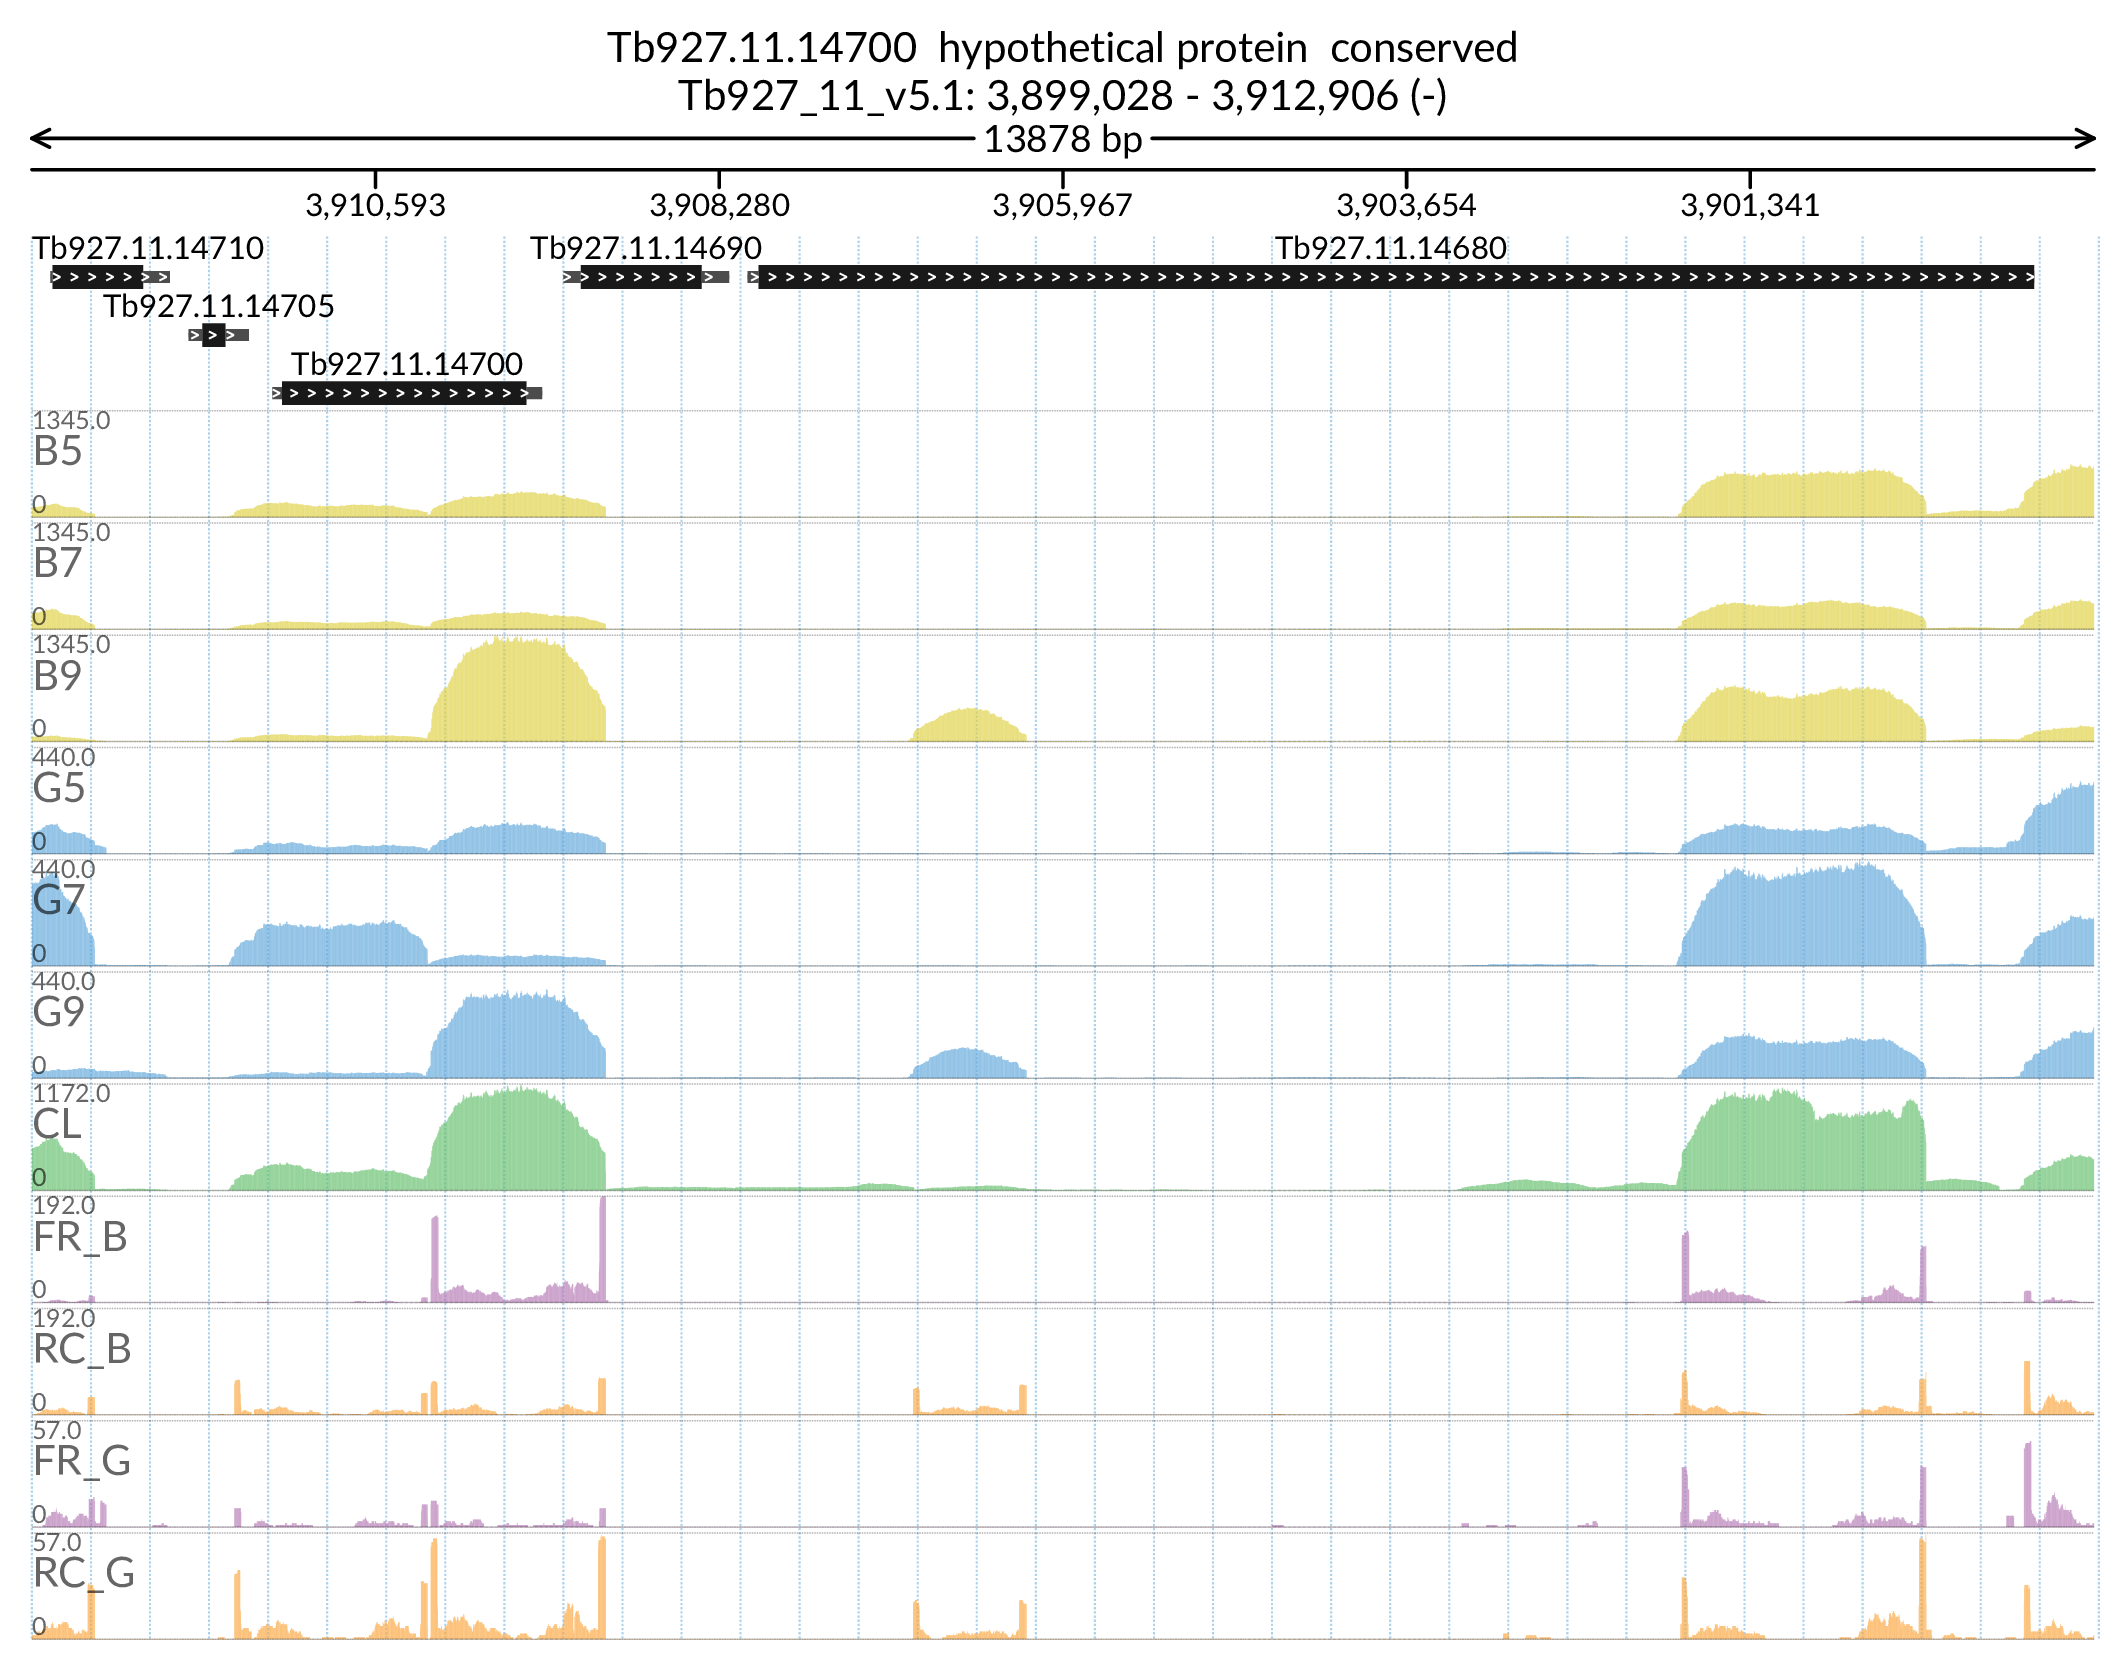 Tb927.11.14700 hypothetical protein conserved
Tb927_11_v5.1: 3,899,028 - 3,912,906 (-)
13878 bp
3,910,593 3,908,280 3,905,967 3,903,654 3,901,341
Tb927.11.14710 Tb927.11.14690 Tb927.11.14680
Tb927.11.14705
Tb927.11.14700
1345.0
B5
0
1345.0
B7
0
1345.0
B9
0
440.0
G5
0
440.0
G7
0
440.0
G9
0
1172.0
CL
0
192.0
FR_B
0
192.0
RC_B
0
57.0
FR_G
0
57.0
RC_G
0